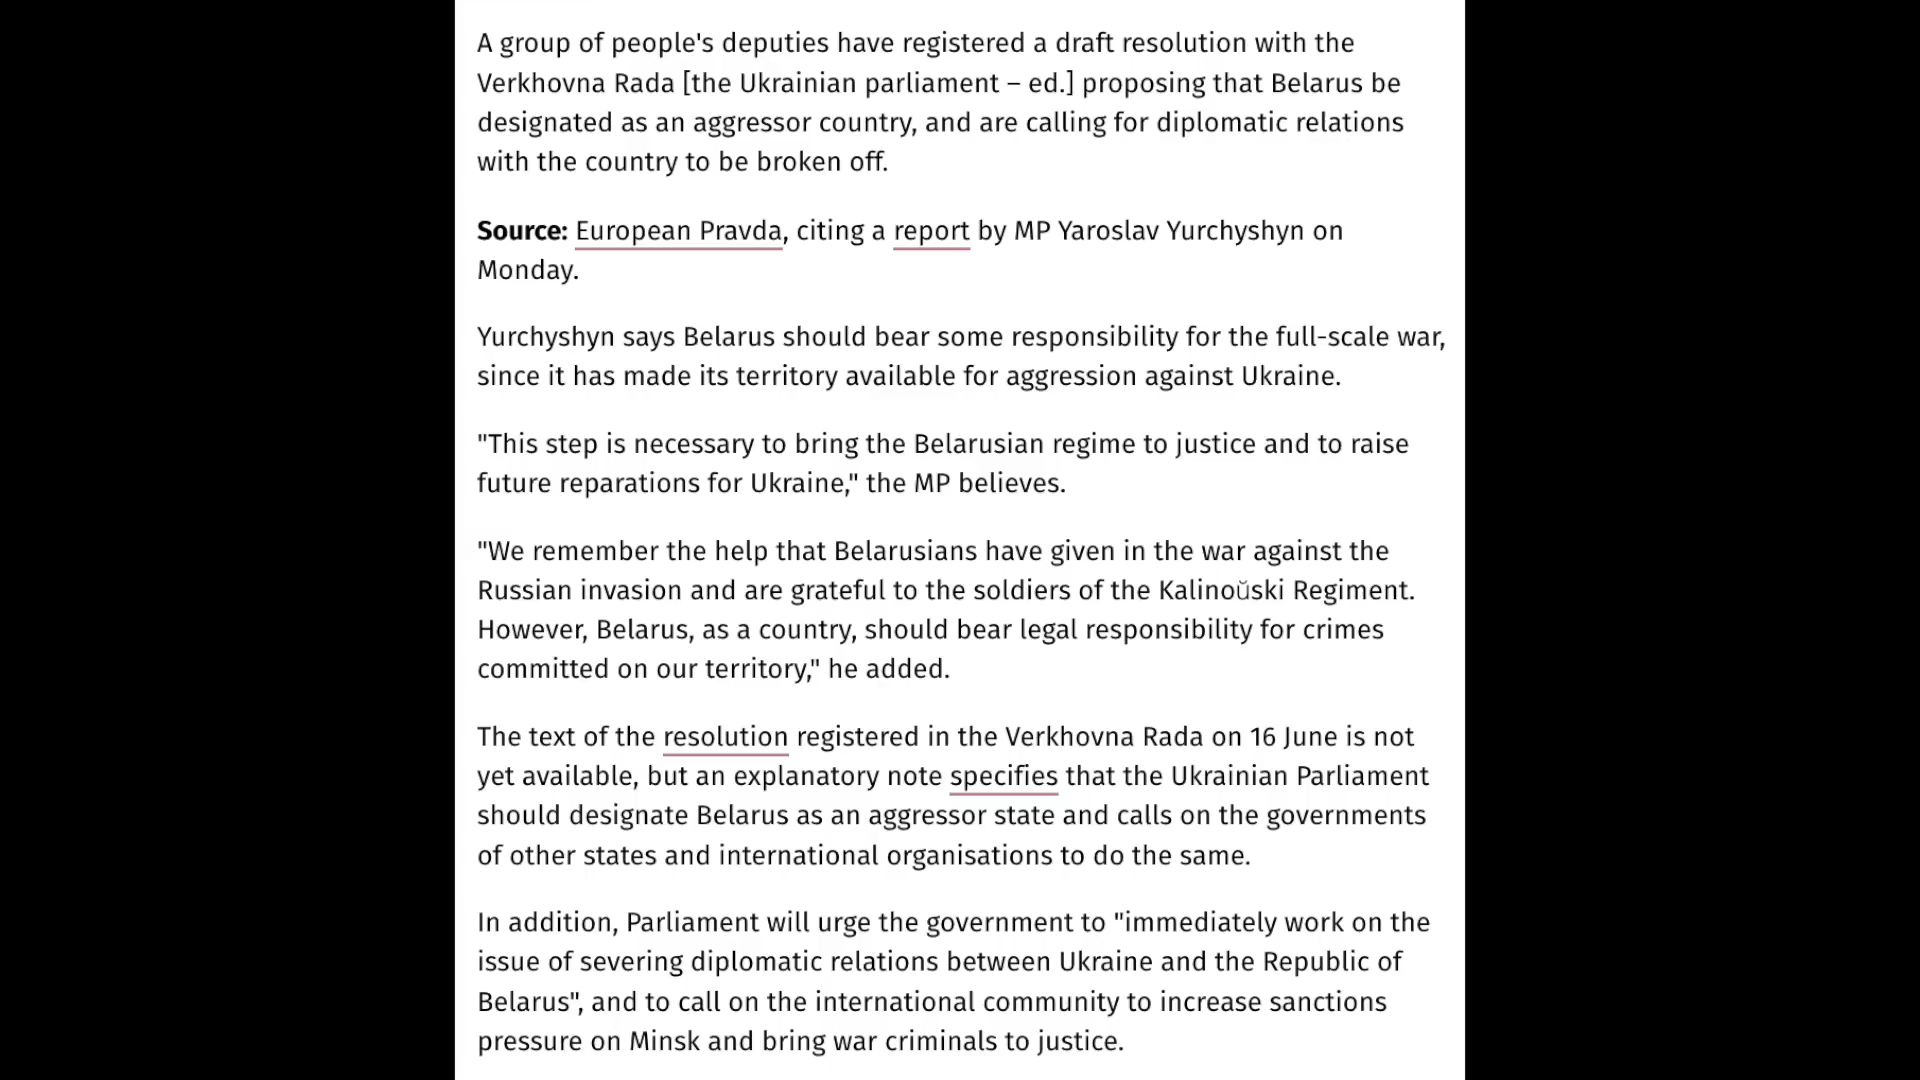 A group of people's deputies have registered a draft resolution with the
Verkhovna Rada [the Ukrainian parliament – ed.] proposing that Belarus be
designated as an aggressor country, and are calling for diplomatic relations
with the country to be broken off.
Source: European Pravda, citing a report by MP Yaroslav Yurchyshyn on
Monday.
Yurchyshyn says Belarus should bear some responsibility for the full-scale war,
since it has made its territory available for aggression against Ukraine.
"This step is necessary to bring the Belarusian regime to justice and to raise
future reparations for Ukraine," the MP believes.
"We remember the help that Belarusians have given in the war against the
Russian invasion and are grateful to the soldiers of the Kalinoŭski Regiment.
However, Belarus, as a country, should bear legal responsibility for crimes
committed on our territory," he added.
The text of the resolution registered in the Verkhovna Rada on 16 June is not
yet available, but an explanatory note specifies that the Ukrainian Parliament
should designate Belarus as an aggressor state and calls on the governments
of other states and international organisations to do the same.
In addition, Parliament will urge the government to "immediately work on the
issue of severing diplomatic relations between Ukraine and the Republic of
Belarus", and to call on the international community to increase sanctions
pressure on Minsk and bring war criminals to justice.